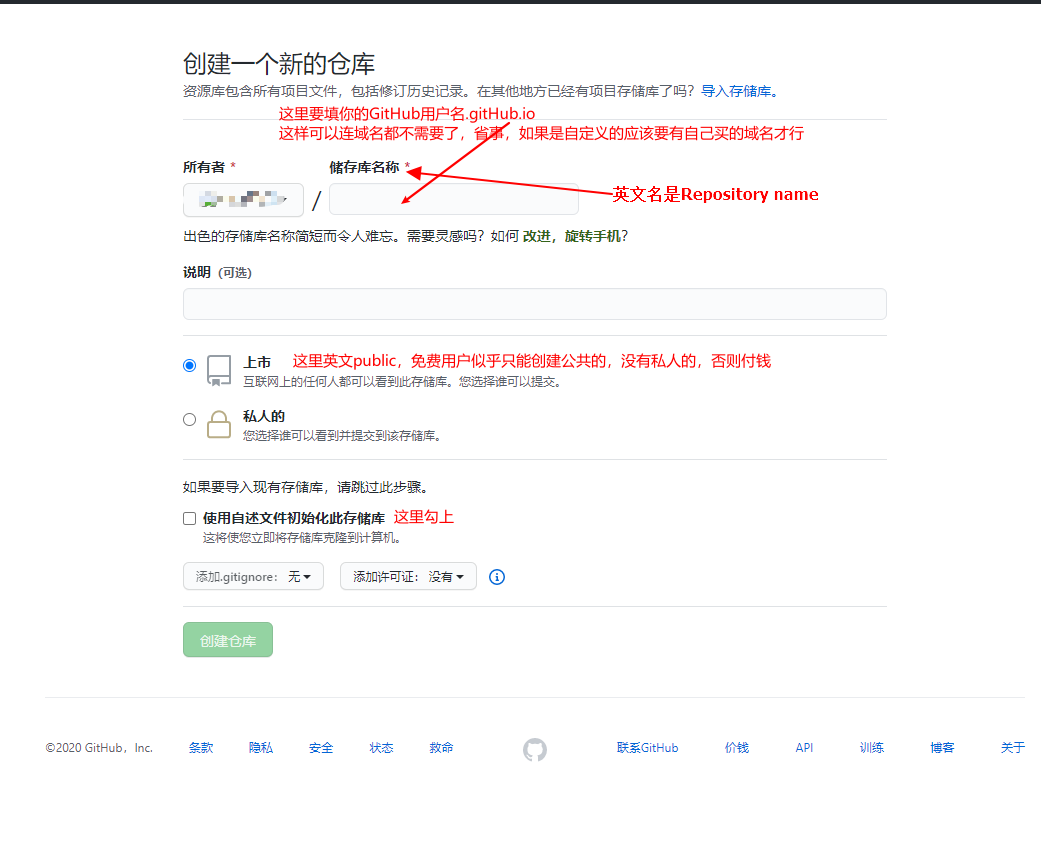 创建一个新的仓库
资源库包含所有项目文件，包括修订历史记录。在其他地方已经有项目存储库了吗？导入存储库。
这里要填你的GitHub用户名.gitHub.io
这样可以连域名都不需要了，省事，如果是自定义的应该要有自己买的域名才行
所有者 * 储存库名称 *
/
英文名是Repository name
出色的存储库名称简短而令人难忘。需要灵感吗？如何 改进，旋转手机？
说明 (可选)
上市 这里英文public，免费用户似乎只能创建公共的，没有私人的，否则付钱
互联网上的任何人都可以看到此存储库。您选择谁可以提交。
私人的
您选择谁可以看到并提交到该存储库。
如果要导入现有存储库，请跳过此步骤。
使用自述文件初始化此存储库 这里勾上
这将使您立即将存储库克隆到计算机。
添加.gitignore： 无 添加许可证： 没有
创建仓库
©2020 GitHub，Inc. 条款 隐私 安全 状态 救命 联系GitHub 价钱 API 训练 博客 关于